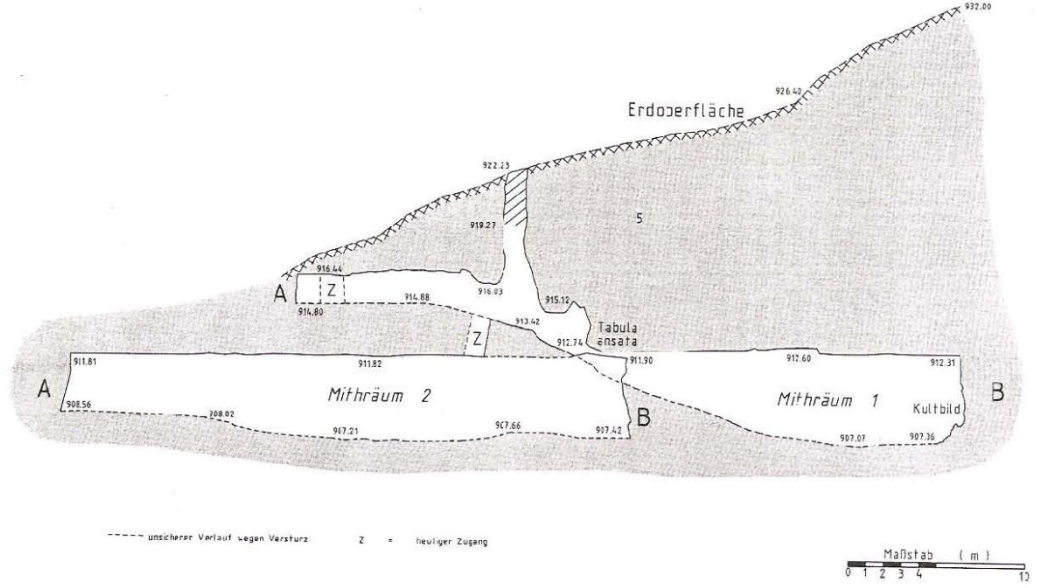 932.00
926.40
Erdoberfläche
922.23
919.27
5
916.44
A
Z
914.88
916.03
915.12
914.80
913.42
Tabula
ansata
Z
912.74
911.81
911.82
911.90
912.60
912.31
A
Mithräum 2
Mithräum 1
B
B
Kultbild
908.56
908.02
907.21
907.66
907.42
907.07
907.36
unsicherer Verlauf wegen Versturz
Z = heutiger Zugang
Maßstab (m)
0 1 2 3 4 10